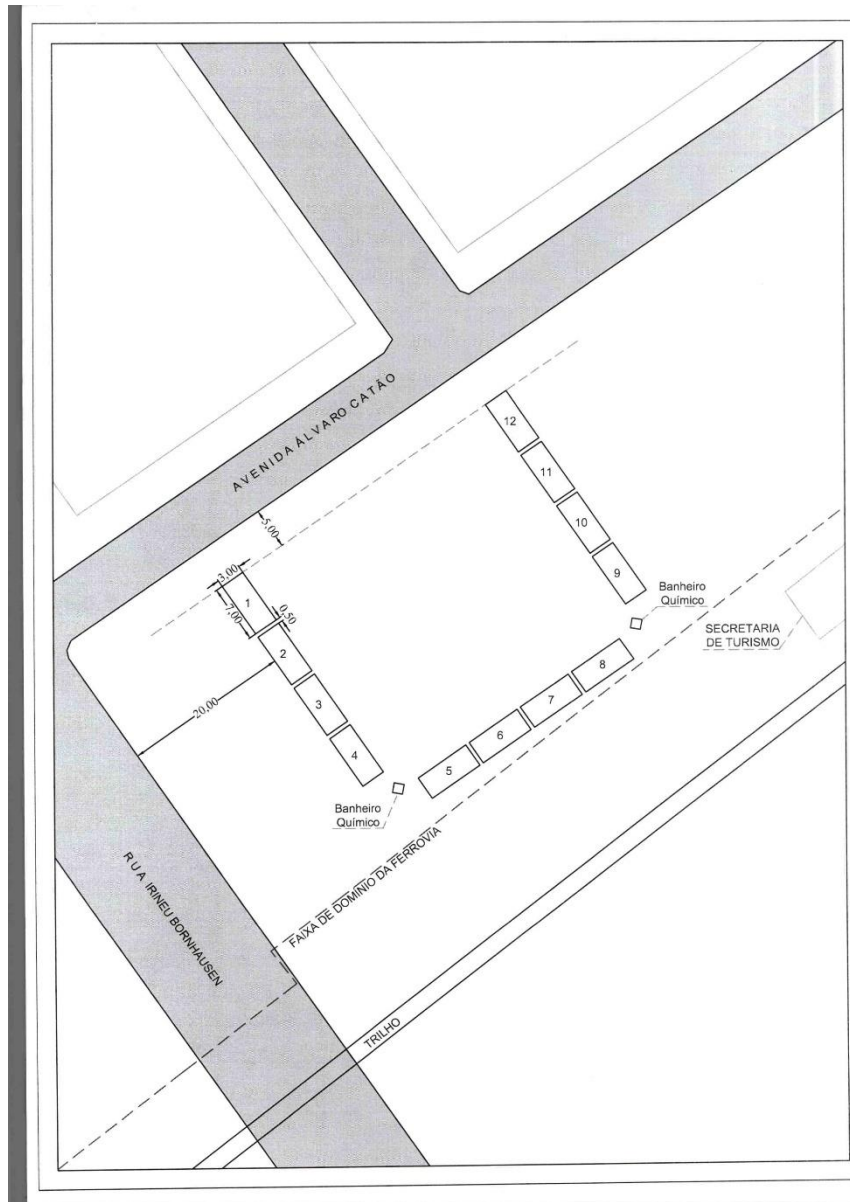 AVENIDA ÁLVARO CATÃO
5,00
3,00
7,00
0,50
20,00
1
2
3
4
5
6
7
8
9
10
11
12
Banheiro
Químico
SECRETARIA
DE TURISMO
Banheiro
Químico
FAIXA DE DOMÍNIO DA FERROVIA
RUA IRINEU BORNHAUSEN
TRILHO